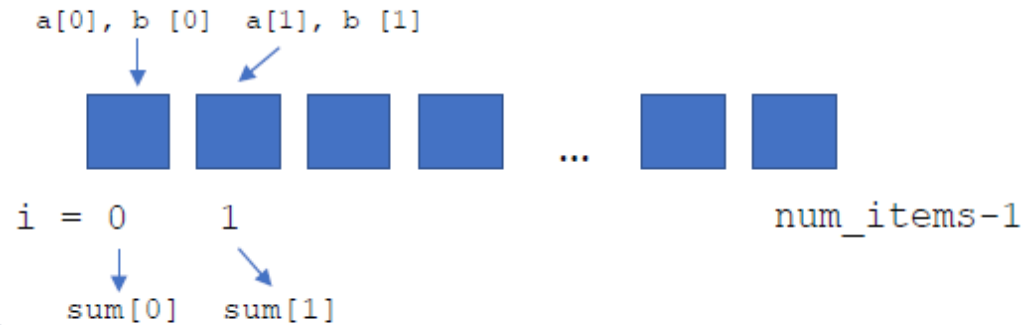 a[0], b [0] a[1], b [1]
...
i = 0 1 num_items-1
sum[0] sum[1]